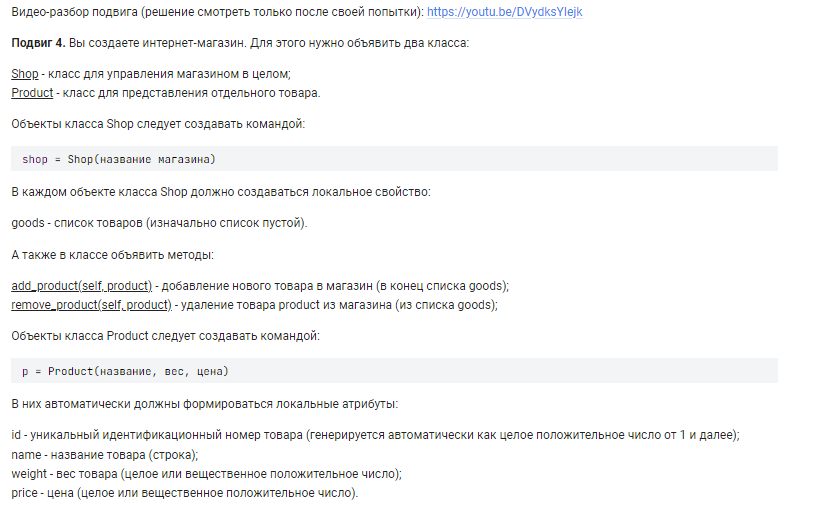 Видео-разбор подвига (решение смотреть только после своей попытки): https://youtu.be/DVydksYIejk
Подвиг 4. Вы создаете интернет-магазин. Для этого нужно объявить два класса:
Shop - класс для управления магазином в целом;
Product - класс для представления отдельного товара.
Объекты класса Shop следует создавать командой:
shop = Shop(название магазина)
В каждом объекте класса Shop должно создаваться локальное свойство:
goods - список товаров (изначально список пустой).
А также в классе объявить методы:
add_product(self, product) - добавление нового товара в магазин (в конец списка goods);
remove_product(self, product) - удаление товара product из магазина (из списка goods);
Объекты класса Product следует создавать командой:
p = Product(название, вес, цена)
В них автоматически должны формироваться локальные атрибуты:
id - уникальный идентификационный номер товара (генерируется автоматически как целое положительное число от 1 и далее);
name - название товара (строка);
weight - вес товара (целое или вещественное положительное число);
price - цена (целое или вещественное положительное число).